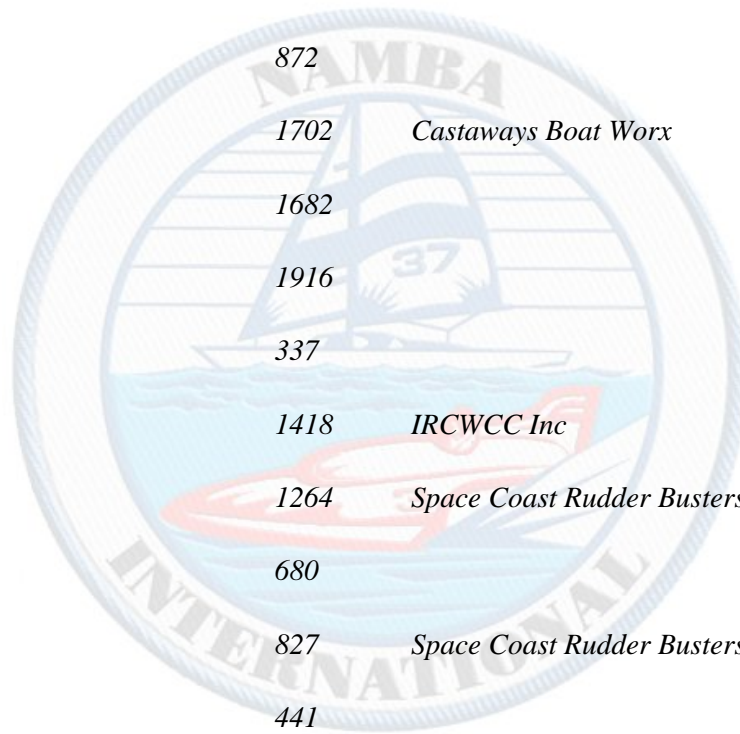 872
NAMBA
1702 Castaways Boat Worx
1682
1916
37
337
1418 IRCWCC Inc
1264 Space Coast Rudder Busters
680
827 Space Coast Rudder Busters
INTERNATIONAL
441